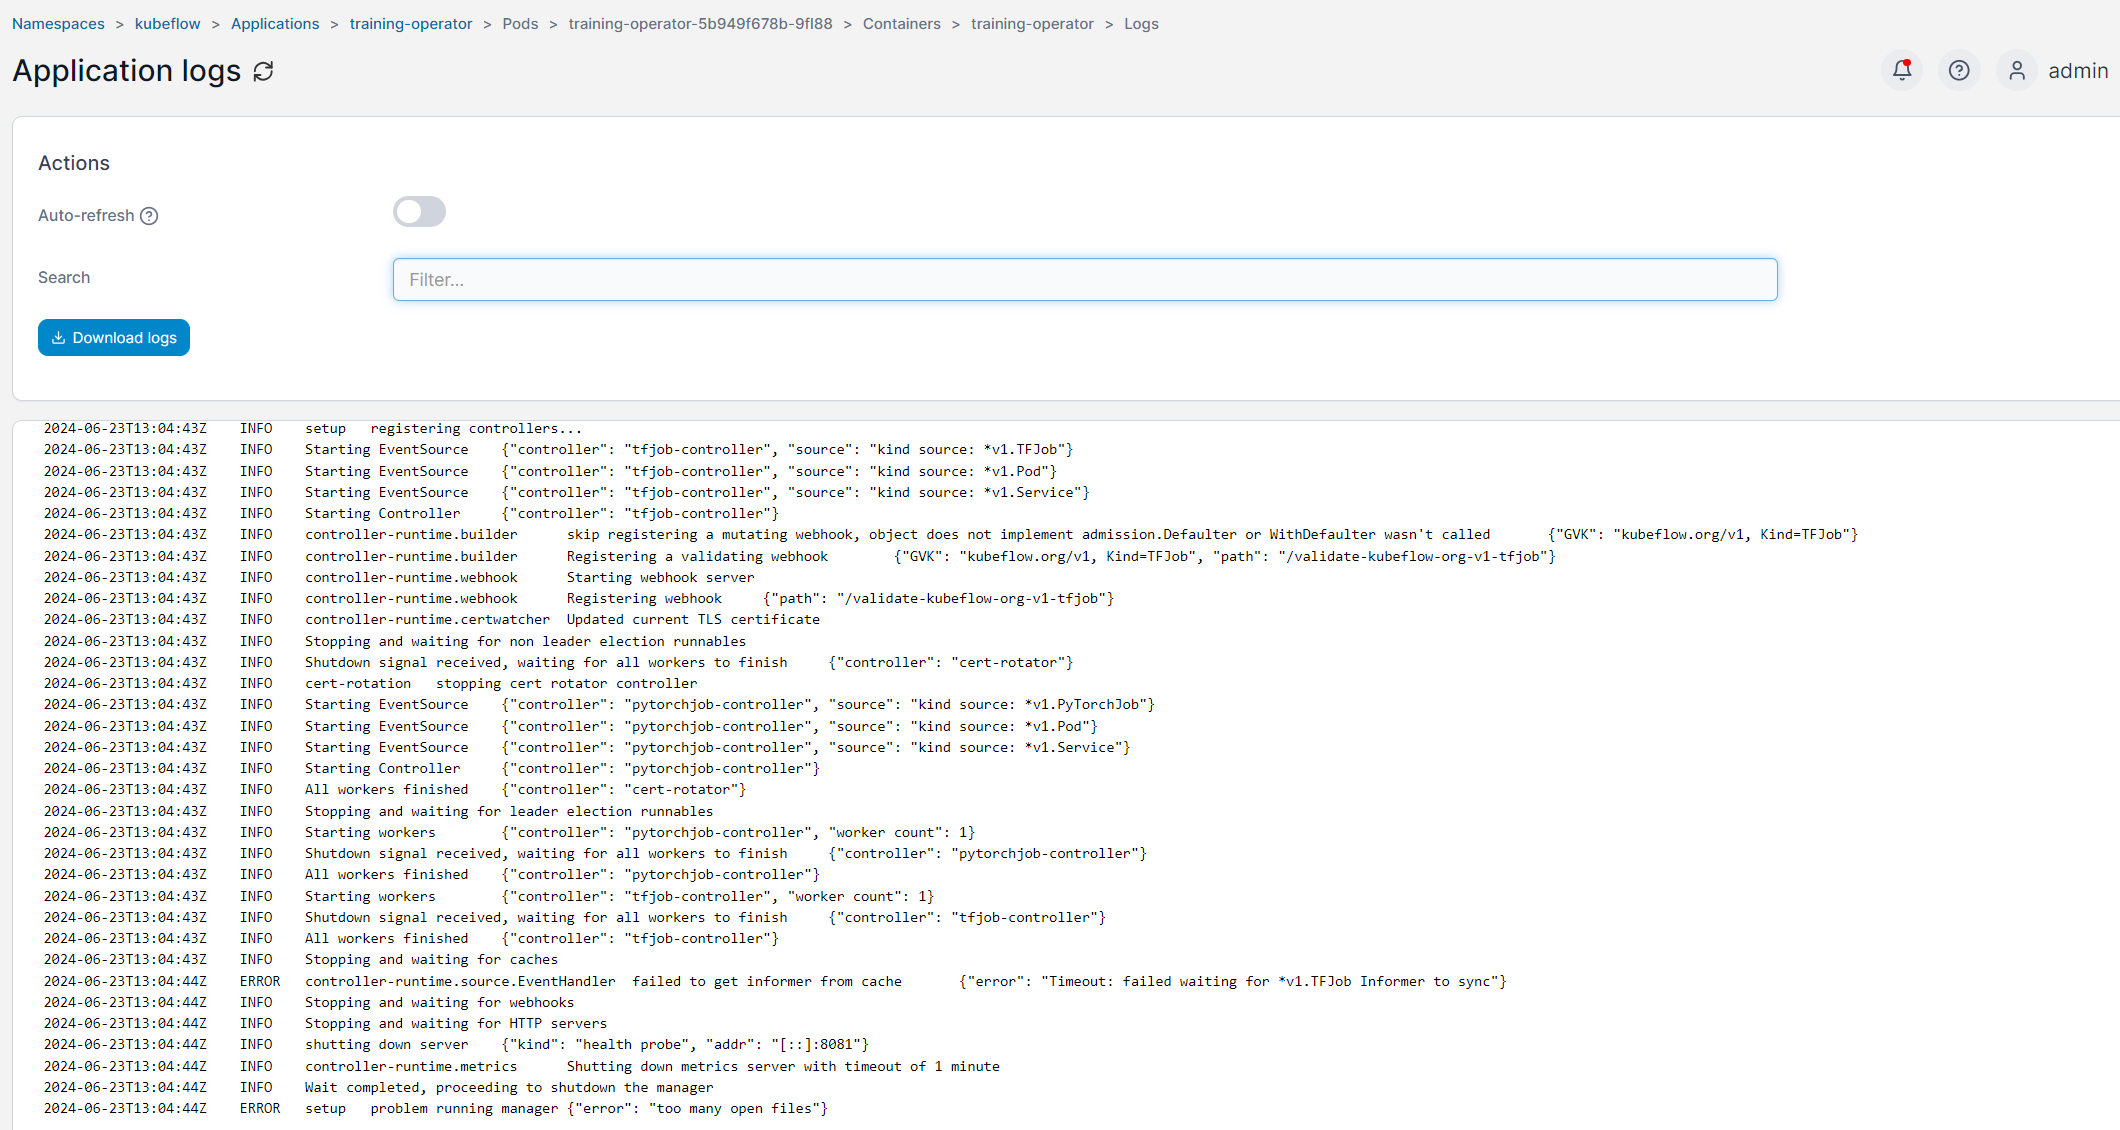 Namespaces > kubeflow > Applications > training-operator > Pods > training-operator-5b949f678b-9fl88 > Containers > training-operator > Logs
Application logs
admin
Actions
Auto-refresh
Search
Filter...
Download logs
2024-06-23T13:04:43Z INFO setup registering controllers...
2024-06-23T13:04:43Z INFO Starting EventSource {"controller": "tfjob-controller", "source": "kind source: *v1.TFJob"}
2024-06-23T13:04:43Z INFO Starting EventSource {"controller": "tfjob-controller", "source": "kind source: *v1.Pod"}
2024-06-23T13:04:43Z INFO Starting EventSource {"controller": "tfjob-controller", "source": "kind source: *v1.Service"}
2024-06-23T13:04:43Z INFO Starting Controller {"controller": "tfjob-controller"}
2024-06-23T13:04:43Z INFO controller-runtime.builder skip registering a mutating webhook, object does not implement admission.Defaulter or WithDefaulter wasn't called {"GVK": "kubeflow.org/v1, Kind=TFJob"}
2024-06-23T13:04:43Z INFO controller-runtime.builder Registering a validating webhook {"GVK": "kubeflow.org/v1, Kind=TFJob", "path": "/validate-kubeflow-org-v1-tfjob"}
2024-06-23T13:04:43Z INFO controller-runtime.webhook Starting webhook server
2024-06-23T13:04:43Z INFO controller-runtime.webhook Registering webhook {"path": "/validate-kubeflow-org-v1-tfjob"}
2024-06-23T13:04:43Z INFO controller-runtime.certwatcher Updated current TLS certificate
2024-06-23T13:04:43Z INFO Stopping and waiting for non leader election runnables
2024-06-23T13:04:43Z INFO Shutdown signal received, waiting for all workers to finish {"controller": "cert-rotator"}
2024-06-23T13:04:43Z INFO cert-rotation stopping cert rotator controller
2024-06-23T13:04:43Z INFO Starting EventSource {"controller": "pytorchjob-controller", "source": "kind source: *v1.PyTorchJob"}
2024-06-23T13:04:43Z INFO Starting EventSource {"controller": "pytorchjob-controller", "source": "kind source: *v1.Pod"}
2024-06-23T13:04:43Z INFO Starting EventSource {"controller": "pytorchjob-controller", "source": "kind source: *v1.Service"}
2024-06-23T13:04:43Z INFO Starting Controller {"controller": "pytorchjob-controller"}
2024-06-23T13:04:43Z INFO All workers finished {"controller": "cert-rotator"}
2024-06-23T13:04:43Z INFO Stopping and waiting for leader election runnables
2024-06-23T13:04:43Z INFO Starting workers {"controller": "pytorchjob-controller", "worker count": 1}
2024-06-23T13:04:43Z INFO Shutdown signal received, waiting for all workers to finish {"controller": "pytorchjob-controller"}
2024-06-23T13:04:43Z INFO All workers finished {"controller": "pytorchjob-controller"}
2024-06-23T13:04:43Z INFO Starting workers {"controller": "tfjob-controller", "worker count": 1}
2024-06-23T13:04:43Z INFO Shutdown signal received, waiting for all workers to finish {"controller": "tfjob-controller"}
2024-06-23T13:04:43Z INFO All workers finished {"controller": "tfjob-controller"}
2024-06-23T13:04:43Z INFO Stopping and waiting for caches
2024-06-23T13:04:44Z ERROR controller-runtime.source.EventHandler failed to get informer from cache {"error": "Timeout: failed waiting for *v1.TFJob Informer to sync"}
2024-06-23T13:04:44Z INFO Stopping and waiting for webhooks
2024-06-23T13:04:44Z INFO Stopping and waiting for HTTP servers
2024-06-23T13:04:44Z INFO shutting down server {"kind": "health probe", "addr": "[::]:8081"}
2024-06-23T13:04:44Z INFO controller-runtime.metrics Shutting down metrics server with timeout of 1 minute
2024-06-23T13:04:44Z INFO Wait completed, proceeding to shutdown the manager
2024-06-23T13:04:44Z ERROR setup problem running manager {"error": "too many open files"}